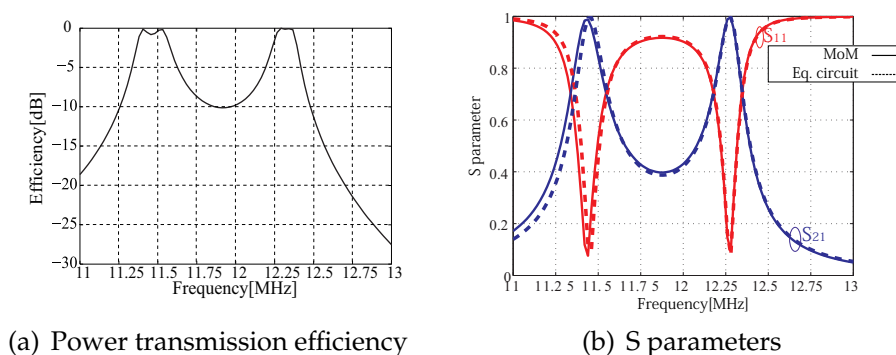 0
−5
−10
−15
−20
−25
−30
Efficiency[dB]
11 11.25 11.5 11.75 12 12.25 12.5 12.75 13
Frequency[MHz]
(a) Power transmission efficiency
1
0.8
0.6
0.4
0.2
0
S parameter
S11
MoM
Eq. circuit
S21
11 11.25 11.5 11.75 12 12.25 12.5 12.75 13
Frequency[MHz]
(b) S parameters